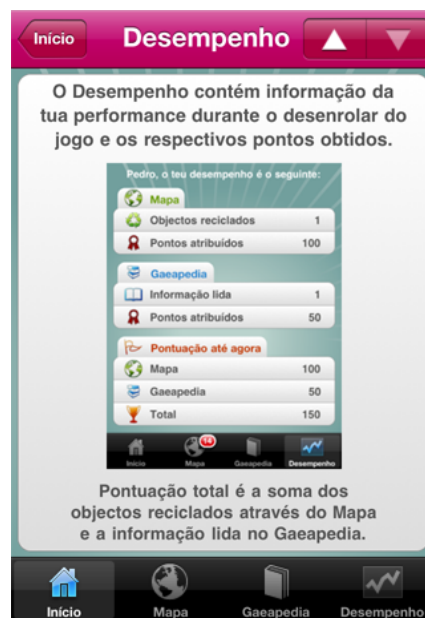 Início
Desempenho
O Desempenho contém informação da
tua performance durante o desenrolar do
jogo e os respectivos pontos obtidos.
Pedro, o teu desempenho é o seguinte:
Mapa
Objectos reciclados 1
Pontos atribuídos 100
Gaeapedia
Informação lida 1
Pontos atribuídos 50
Pontuação até agora
Mapa 100
Gaeapedia 50
Total 150
14
Início Mapa Gaeapedia Desempenho
Pontuação total é a soma dos
objectos reciclados através do Mapa
e a informação lida no Gaeapedia.
Início Mapa Gaeapedia Desempenho